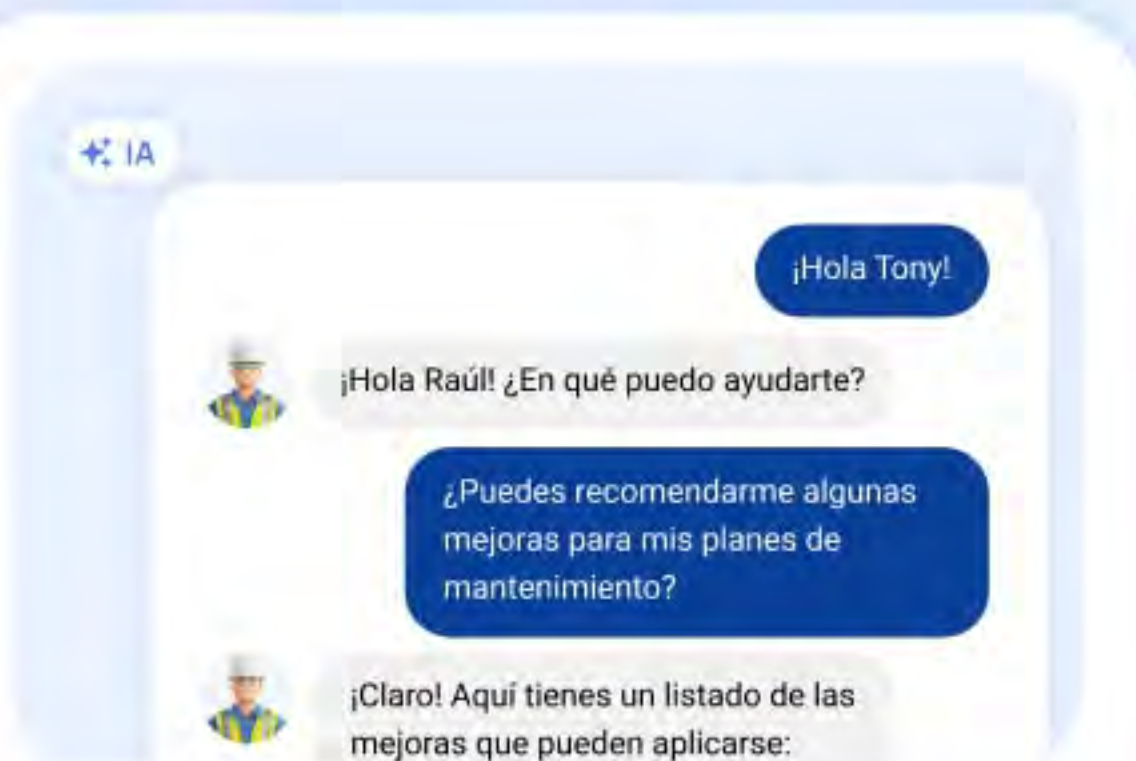 IA
¡Hola Tony!
¡Hola Raúl! ¿En qué puedo ayudarte?
¿Puedes recomendarme algunas
mejoras para mis planes de
mantenimiento?
¡Claro! Aquí tienes un listado de las
mejoras que pueden aplicarse: